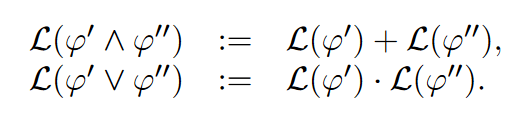 𝓛(φ′ ∧ φ″) := 𝓛(φ′) + 𝓛(φ″),
𝓛(φ′ ∨ φ″) := 𝓛(φ′) · 𝓛(φ″).